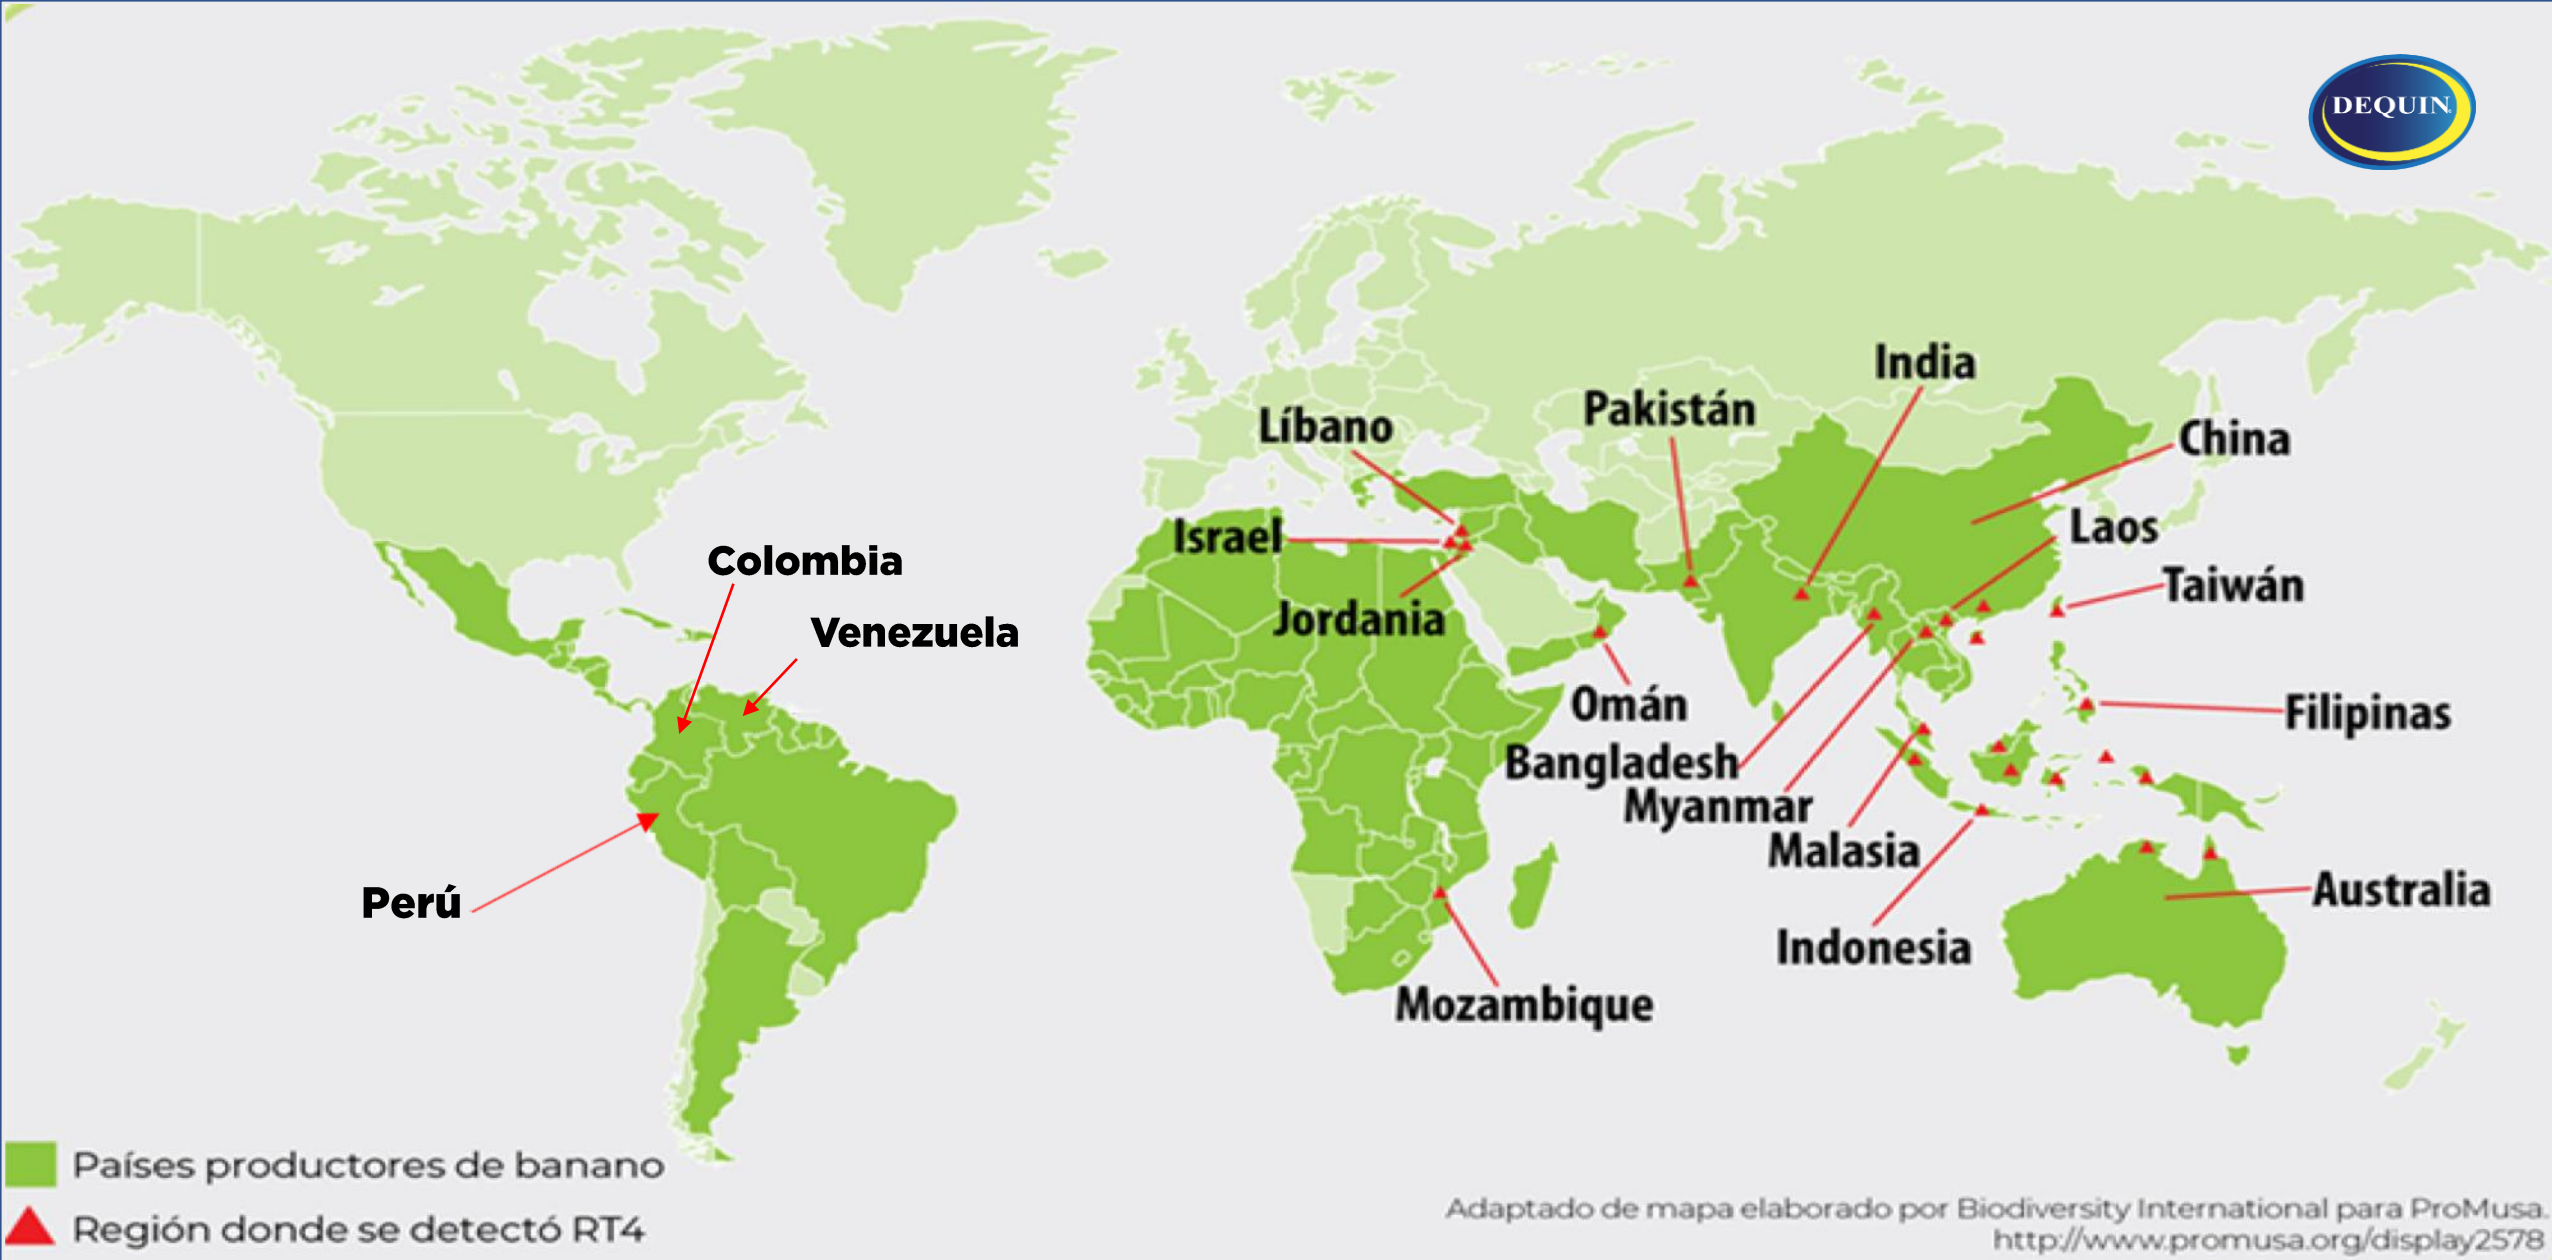 DEQUIN
India
Pakistán
Líbano
China
Israel
Laos
Colombia
Taiwán
Jordania
Venezuela
Omán
Filipinas
Bangladesh
Myanmar
Malasia
Perú
Australia
Indonesia
Mozambique
Países productores de banano
Región donde se detectó RT4
Adaptado de mapa elaborado por Biodiversity International para ProMusa.
http://www.promusa.org/display2578